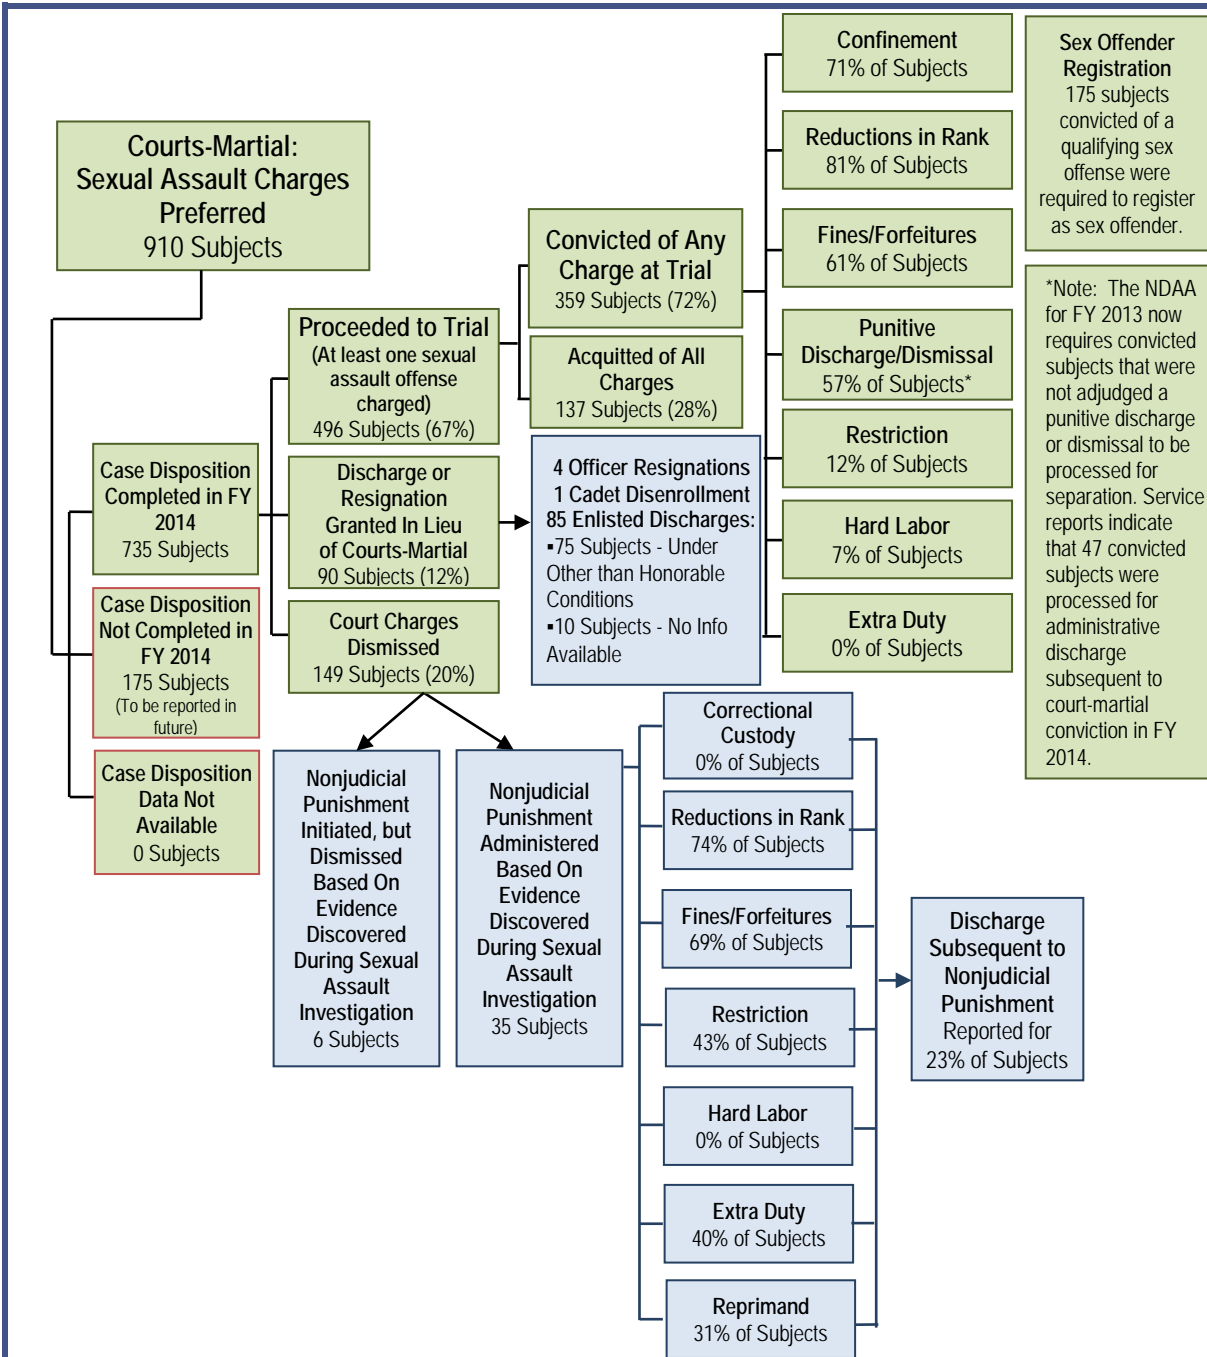 Courts-Martial:
Sexual Assault Charges
Preferred
910 Subjects
Case Disposition
Completed in FY
2014
735 Subjects
Case Disposition
Not Completed in
FY 2014
175 Subjects
(To be reported in
future)
Case Disposition
Data Not
Available
0 Subjects
Proceeded to Trial
(At least one sexual
assault offense
charged)
496 Subjects (67%)
Discharge or
Resignation
Granted In Lieu
of Courts-Martial
90 Subjects (12%)
Court Charges
Dismissed
149 Subjects (20%)
Convicted of Any
Charge at Trial
359 Subjects (72%)
Acquitted of All
Charges
137 Subjects (28%)
4 Officer Resignations
1 Cadet Disenrollment
85 Enlisted Discharges:
▪75 Subjects - Under
Other than Honorable
Conditions
▪10 Subjects - No Info
Available
Confinement
71% of Subjects
Reductions in Rank
81% of Subjects
Fines/Forfeitures
61% of Subjects
Punitive
Discharge/Dismissal
57% of Subjects*
Restriction
12% of Subjects
Hard Labor
7% of Subjects
Extra Duty
0% of Subjects
Sex Offender
Registration
175 subjects
convicted of a
qualifying sex
offense were
required to register
as sex offender.
*Note: The NDAA
for FY 2013 now
requires convicted
subjects that were
not adjudged a
punitive discharge
or dismissal to be
processed for
separation. Service
reports indicate
that 47 convicted
subjects were
processed for
administrative
discharge
subsequent to
court-martial
conviction in FY
2014.
Nonjudicial
Punishment
Initiated, but
Dismissed
Based On
Evidence
Discovered
During Sexual
Assault
Investigation
6 Subjects
Nonjudicial
Punishment
Administered
Based On
Evidence
Discovered
During Sexual
Assault
Investigation
35 Subjects
Correctional
Custody
0% of Subjects
Reductions in Rank
74% of Subjects
Fines/Forfeitures
69% of Subjects
Restriction
43% of Subjects
Hard Labor
0% of Subjects
Extra Duty
40% of Subjects
Reprimand
31% of Subjects
Discharge
Subsequent to
Nonjudicial
Punishment
Reported for
23% of Subjects